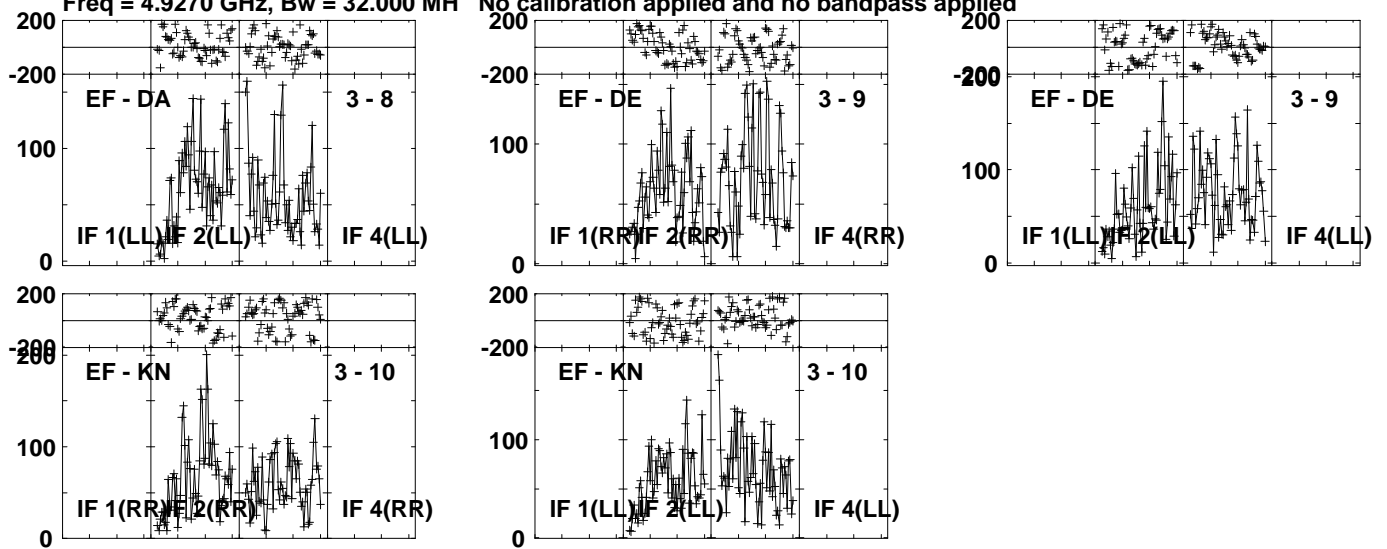 Freq = 4.9270 GHz, Bw = 32.000 MH No calibration applied and no bandpass applied
200
-200
EF - DA 3 - 8
100
IF 1(LL) IF 2(LL) IF 4(LL)
0
EF - DE 3 - 9
100
IF 1(RR) IF 2(RR) IF 4(RR)
0
-200
200
EF - DE 3 - 9
100
IF 1(LL) IF 2(LL) IF 4(LL)
0
200
-200
200
EF - KN 3 - 10
100
IF 1(RR) IF 2(RR) IF 4(RR)
0
200
-200
EF - KN 3 - 10
100
IF 1(LL) IF 2(LL) IF 4(LL)
0